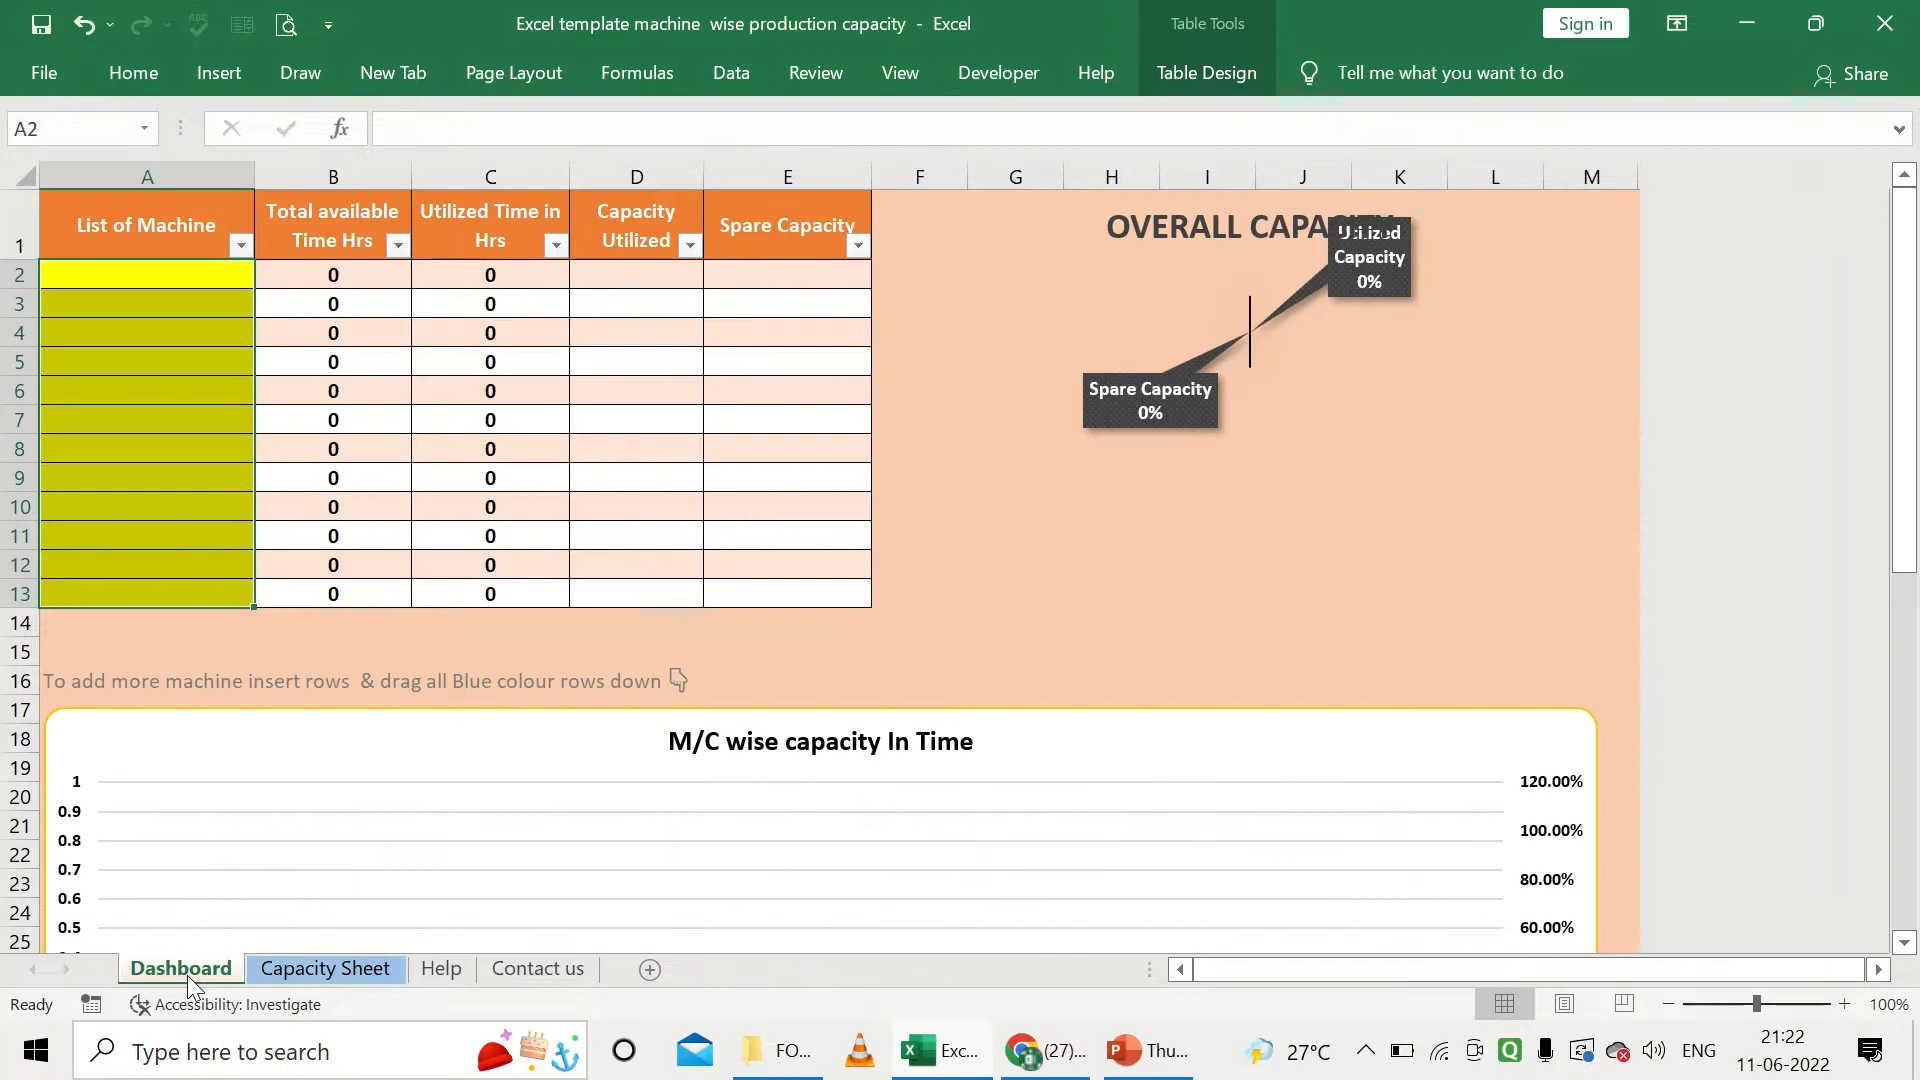 Excel template machine  wise production capacity  -  Excel
Table Tools
Sign in
File
Home
Insert
Draw
New Tab
Page Layout
Formulas
Data
Review
View
Developer
Help
Table Design
Tell me what you want to do
Share
A2
fx
A B C D E F G H I J K L M
List of Machine
Total available
Time Hrs
Utilized Time in
Hrs
Capacity
Utilized
Spare Capacity
OVERALL CAPACITY
Utilized
Capacity
0%
Spare Capacity
0%
1
2 0 0
3 0 0
4 0 0
5 0 0
6 0 0
7 0 0
8 0 0
9 0 0
10 0 0
11 0 0
12 0 0
13 0 0
14
15
16 To add more machine insert rows  & drag all Blue colour rows down
17
18
19
20
21
22
23
24
25
M/C wise capacity In Time
1 120.00%
0.9
0.8 100.00%
0.7
80.00%
0.6
0.5 60.00%
Dashboard
Capacity Sheet
Help
Contact us
Ready
Accessibility: Investigate
100%
Type here to search
FO...
Exc...
(27)...
Thu...
27°C
ENG
21:22
11-06-2022